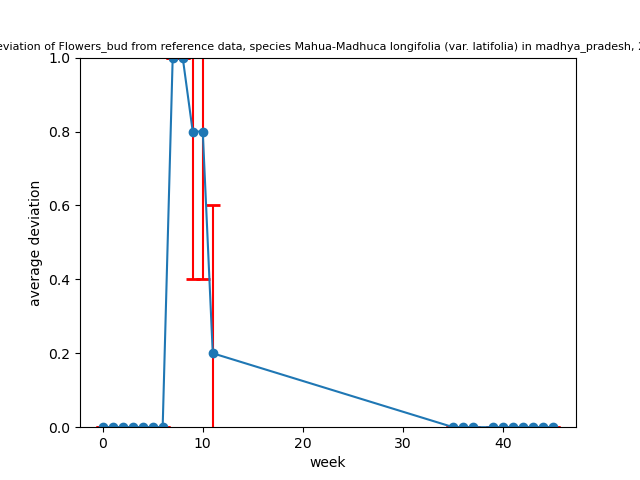 eviation of Flowers_bud from reference data, species Mahua-Madhuca longifolia (var. latifolia) in madhya_pradesh,
1.0
0.8
0.6
0.4
0.2
0.0
average deviation
0 10 20 30 40
week